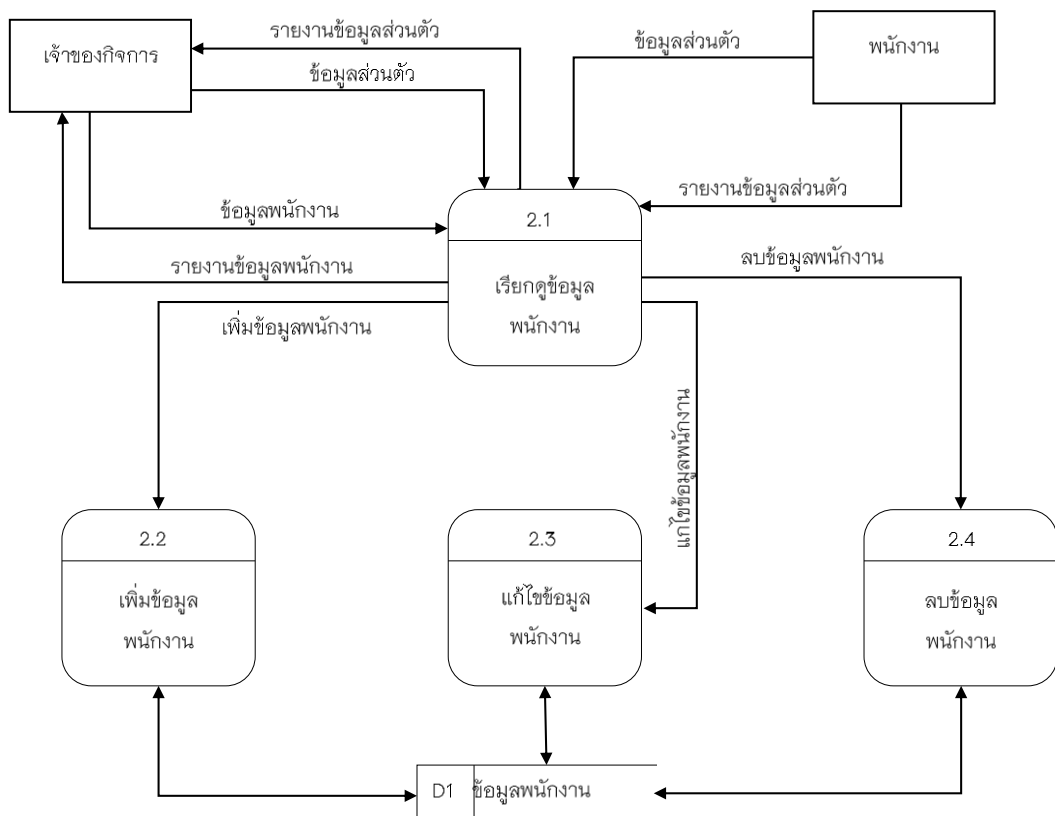 เจ้าของกิจการ
รายงานข้อมูลส่วนตัว
ข้อมูลส่วนตัว
ข้อมูลส่วนตัว
พนักงาน
รายงานข้อมูลส่วนตัว
ข้อมูลพนักงาน
รายงานข้อมูลพนักงาน
เพิ่มข้อมูลพนักงาน
2.1
เรียกดูข้อมูล
พนักงาน
ลบข้อมูลพนักงาน
แก้ไขข้อมูลพนักงาน
2.2
เพิ่มข้อมูล
พนักงาน
2.3
แก้ไขข้อมูล
พนักงาน
2.4
ลบข้อมูล
พนักงาน
D1 ข้อมูลพนักงาน